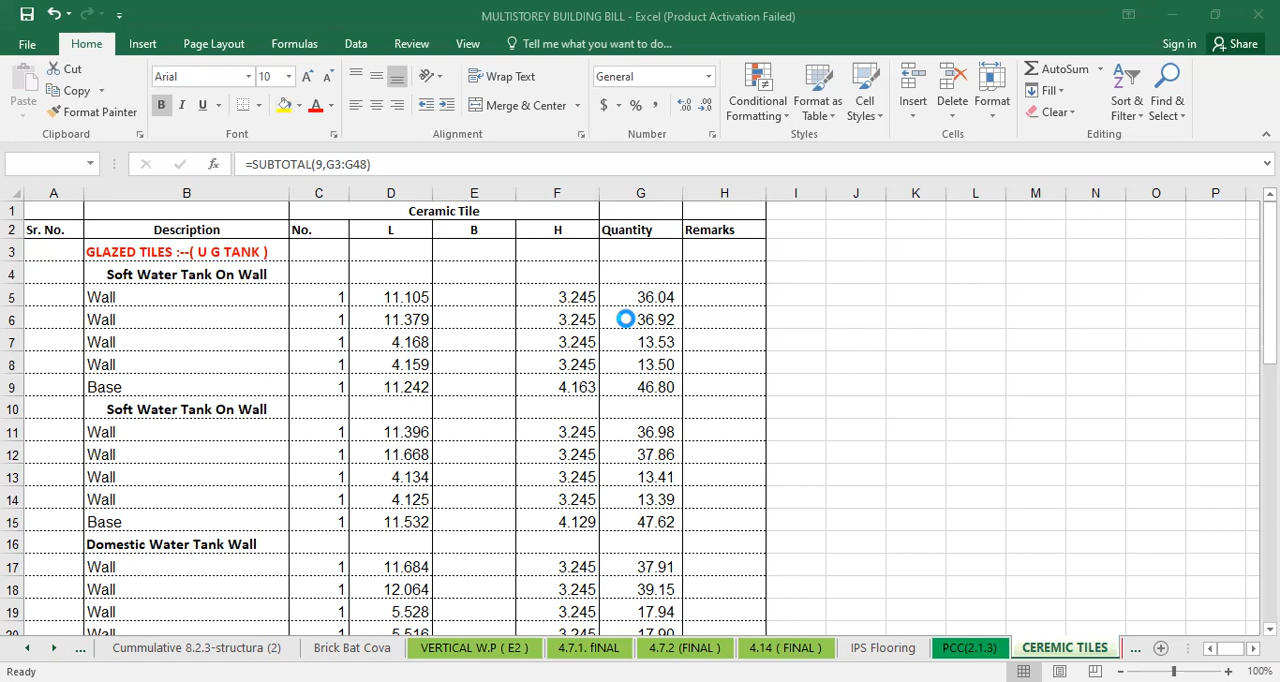 MULTISTOREY BUILDING BILL - Excel (Product Activation Failed)
File Home Insert Page Layout Formulas Data Review View Tell me what you want to do... Sign in Share
Paste Cut Copy Format Painter Clipboard
Arial 10 A A B I U A Font
Wrap Text Merge & Center Alignment
General $ % , Number
Conditional Formatting Format as Table Cell Styles Styles
Insert Delete Format Cells
AutoSum Fill Clear Sort & Filter Find & Select Editing
fx =SUBTOTAL(9,G3:G48)
A B C D E F G H I J K L M N O P
1 Ceramic Tile
2 Sr. No. Description No. L B H Quantity Remarks
3 GLAZED TILES :--( U G TANK )
4 Soft Water Tank On Wall
5 Wall 1 11.105 3.245 36.04
6 Wall 1 11.379 3.245 36.92
7 Wall 1 4.168 3.245 13.53
8 Wall 1 4.159 3.245 13.50
9 Base 1 11.242 4.163 46.80
10 Soft Water Tank On Wall
11 Wall 1 11.396 3.245 36.98
12 Wall 1 11.668 3.245 37.86
13 Wall 1 4.134 3.245 13.41
14 Wall 1 4.125 3.245 13.39
15 Base 1 11.532 4.129 47.62
16 Domestic Water Tank Wall
17 Wall 1 11.684 3.245 37.91
18 Wall 1 12.064 3.245 39.15
19 Wall 1 5.528 3.245 17.94
20 Wall 1 5.516 3.245 17.90
... Cummulative 8.2.3-structura (2) Brick Bat Cova VERTICAL W.P ( E2 ) 4.7.1. fINAL 4.7.2 (FINAL ) 4.14 ( FINAL ) IPS Flooring PCC(2.1.3) CEREMIC TILES ...
Ready 100%